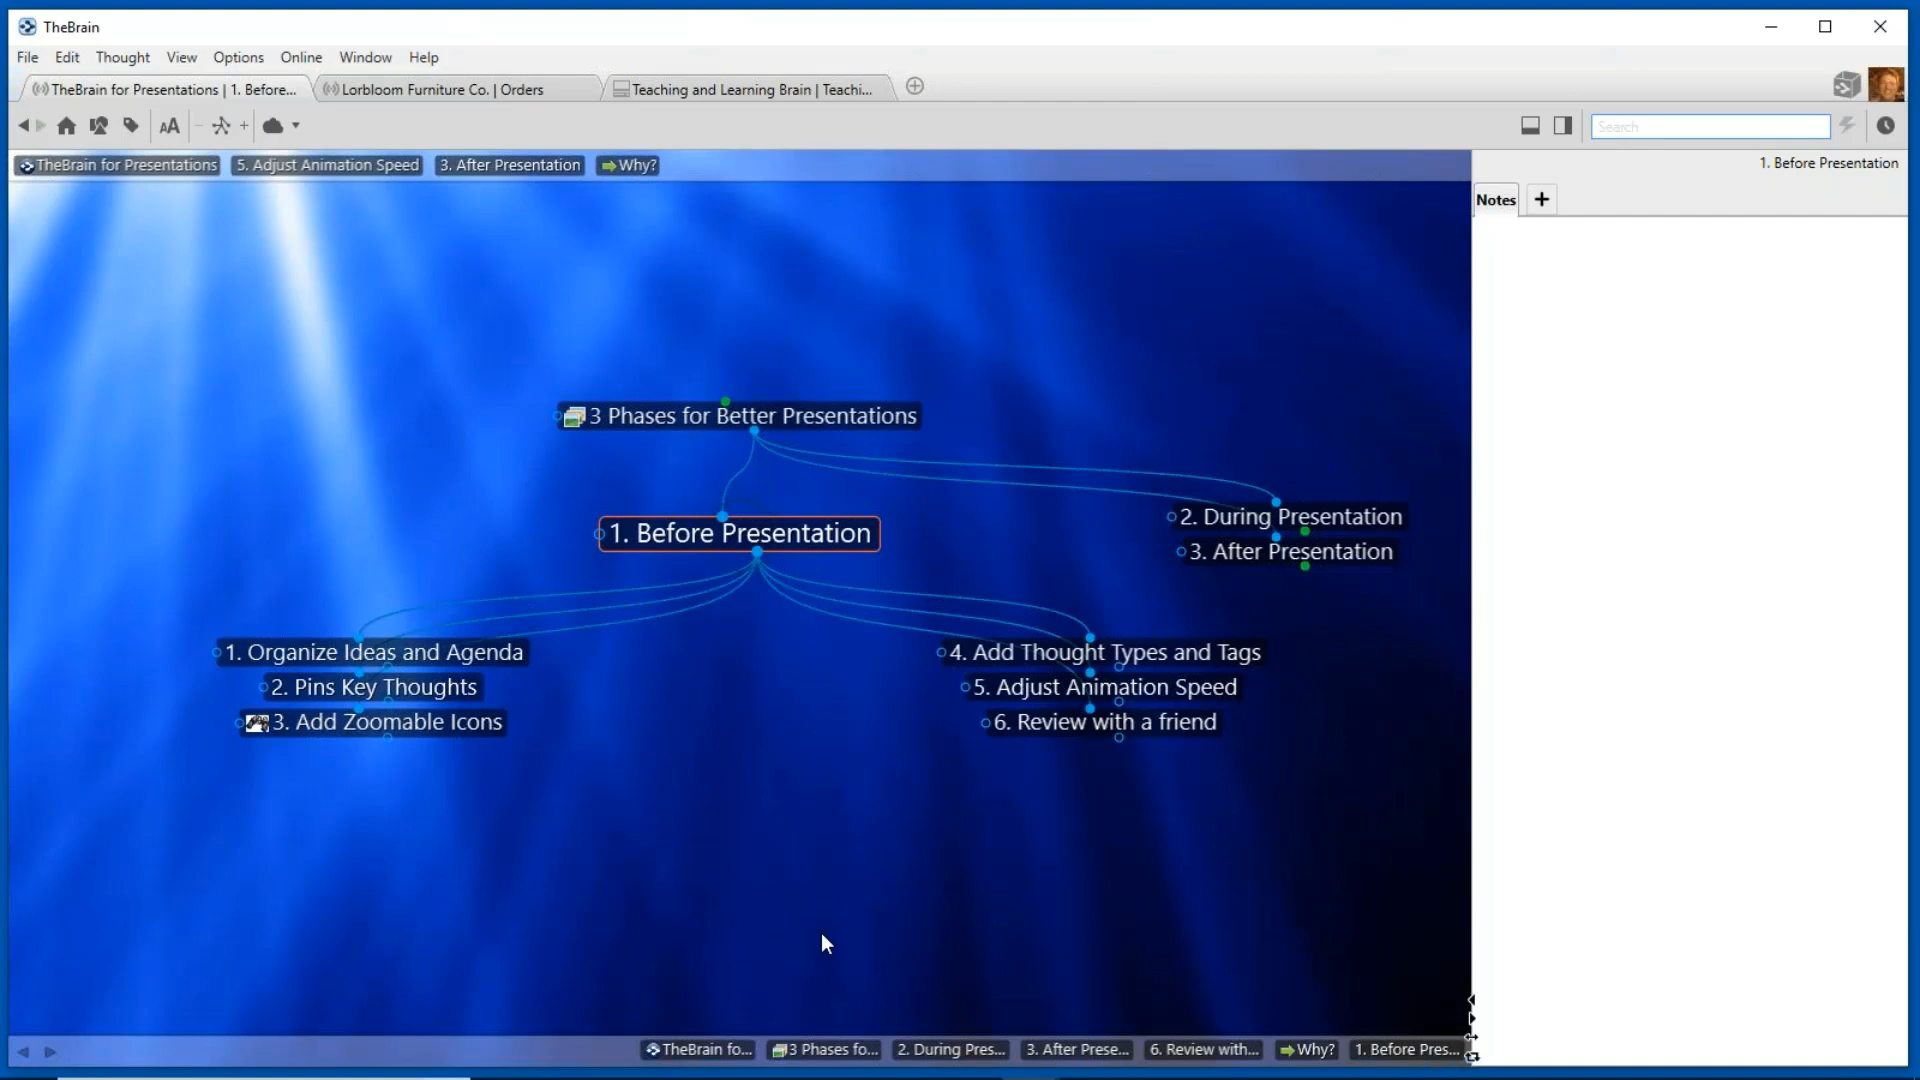 TheBrain
File Edit Thought View Options Online Window Help
TheBrain for Presentations | 1. Before... Lorbloom Furniture Co. | Orders Teaching and Learning Brain | Teachi...
AA Search
TheBrain for Presentations 5. Adjust Animation Speed 3. After Presentation Why? 1. Before Presentation
Notes
3 Phases for Better Presentations
1. Before Presentation
2. During Presentation
3. After Presentation
1. Organize Ideas and Agenda
2. Pins Key Thoughts
3. Add Zoomable Icons
4. Add Thought Types and Tags
5. Adjust Animation Speed
6. Review with a friend
TheBrain fo... 3 Phases fo... 2. During Pres... 3. After Prese... 6. Review with... Why? 1. Before Pres...